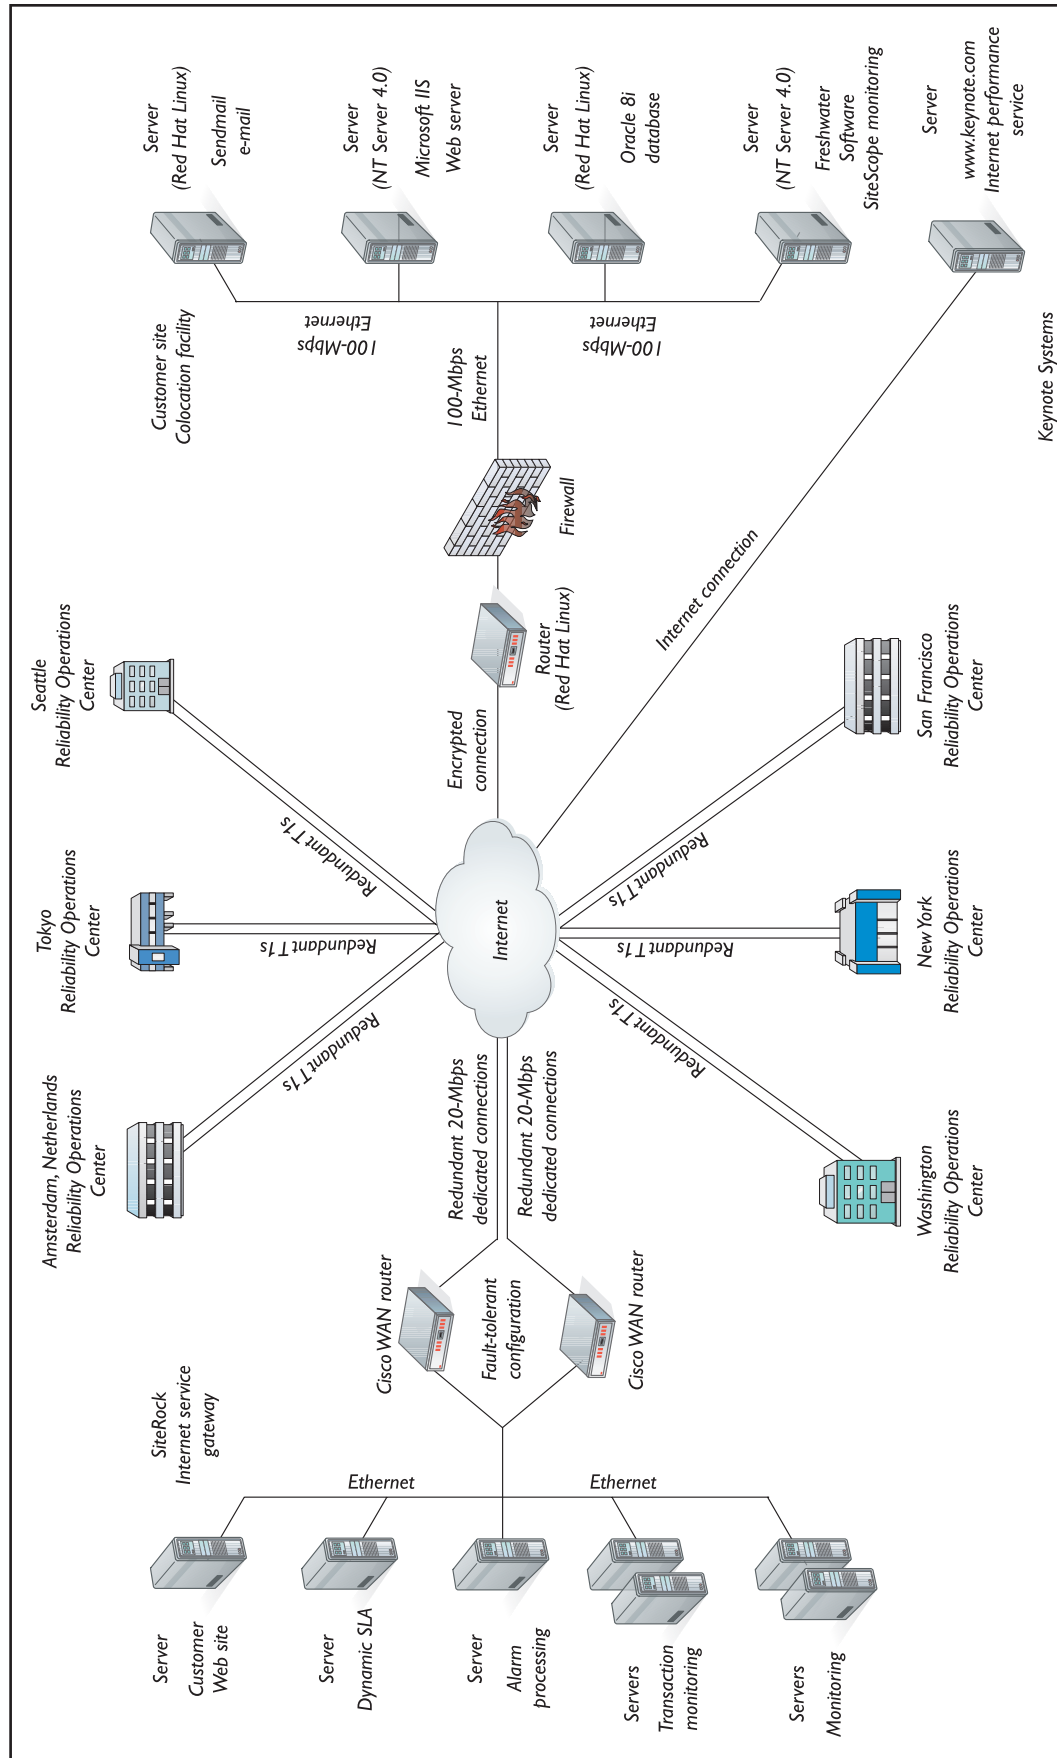 Server
Customer
Web site
Server
Dynamic SLA
Server
Alarm
processing
Servers
Transaction
monitoring
Servers
Monitoring
SiteRock
Internet service
gateway
Ethernet
Ethernet
Cisco WAN router
Fault-tolerant
configuration
Cisco WAN router
Redundant 20-Mbps
dedicated connections
Redundant 20-Mbps
dedicated connections
Amsterdam, Netherlands
Reliability Operations
Center
Redundant T1s
Tokyo
Reliability Operations
Center
Redundant T1s
Seattle
Reliability Operations
Center
Redundant T1s
Internet
Redundant T1s
Washington
Reliability Operations
Center
Redundant T1s
New York
Reliability Operations
Center
Redundant T1s
San Francisco
Reliability Operations
Center
Encrypted
connection
Router
(Red Hat Linux)
Firewall
Internet connection
100-Mbps
Ethernet
Customer site
Colocation facility
100-Mbps
Ethernet
100-Mbps
Ethernet
Server
(Red Hat Linux)
Sendmail
e-mail
Server
(NT Server 4.0)
Microsoft IIS
Web server
Server
(Red Hat Linux)
Oracle 8i
database
Server
(NT Server 4.0)
Freshwater
Software
SiteScope monitoring
Server
www.keynote.com
Internet performance
service
Keynote Systems